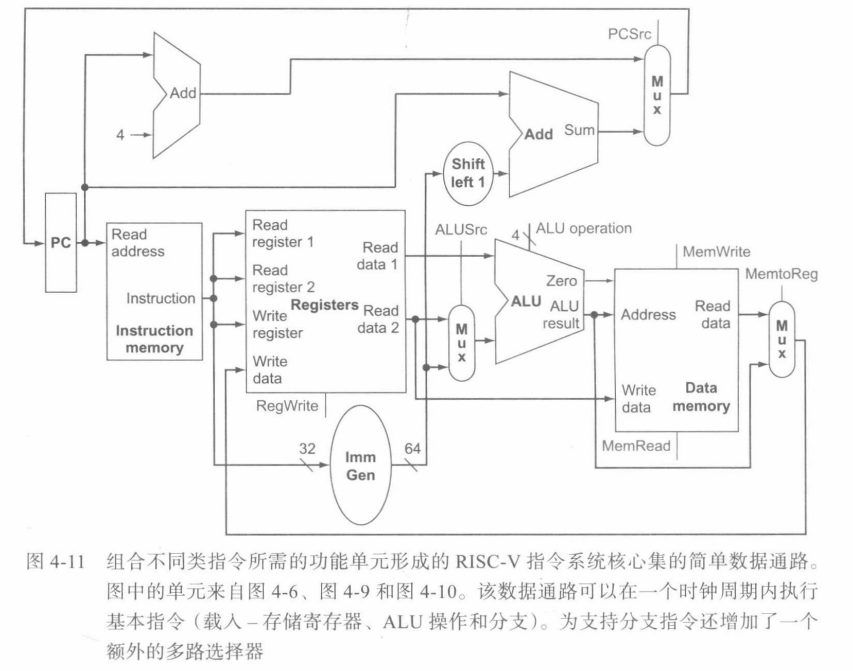 PCSrc
Add
4
Mux
Add Sum
Shift
left 1
PC
Read
address
Instruction
Instruction
memory
Read
register 1
Read
register 2
Write
register
Write
data
Registers
Read
data 1
Read
data 2
RegWrite
ALUSrc
Mux
4
ALU operation
Zero
ALU
ALU
result
MemWrite
Address
Read
data
Write
data
Data
memory
MemRead
MemtoReg
Mux
32
Imm
Gen
64
图 4-11 组合不同类指令所需的功能单元形成的 RISC-V 指令系统核心集的简单数据通路。
图中的单元来自图 4-6、图 4-9 和图 4-10。该数据通路可以在一个时钟周期内执行
基本指令（载入 – 存储寄存器、ALU 操作和分支）。为支持分支指令还增加了一个
额外的多路选择器